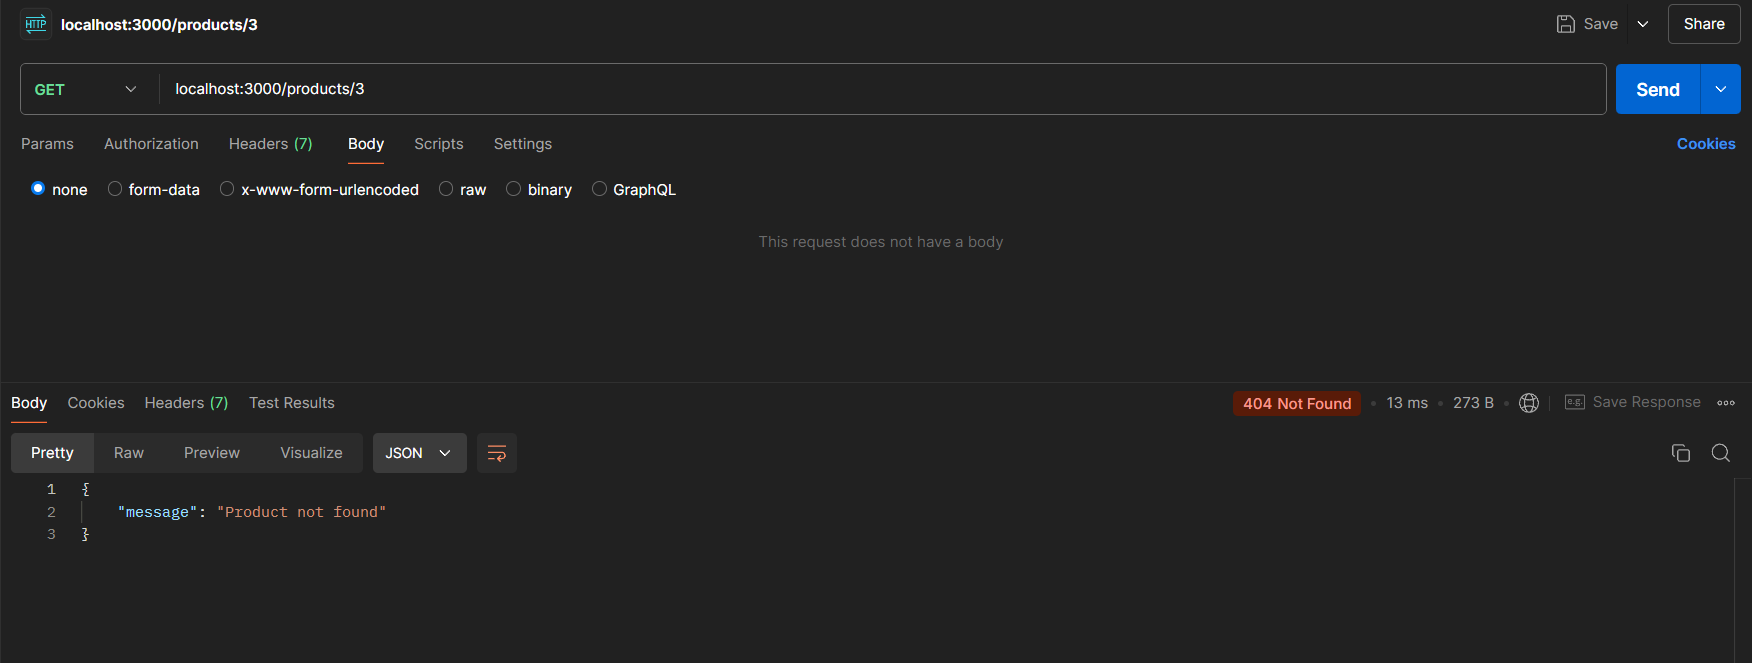 HTTP localhost:3000/products/3 Save Share
GET localhost:3000/products/3 Send
Params Authorization Headers (7) Body Scripts Settings Cookies
none form-data x-www-form-urlencoded raw binary GraphQL
This request does not have a body
Body Cookies Headers (7) Test Results 404 Not Found • 13 ms • 273 B • e.g. Save Response
Pretty Raw Preview Visualize JSON
1 {
2 "message": "Product not found"
3 }